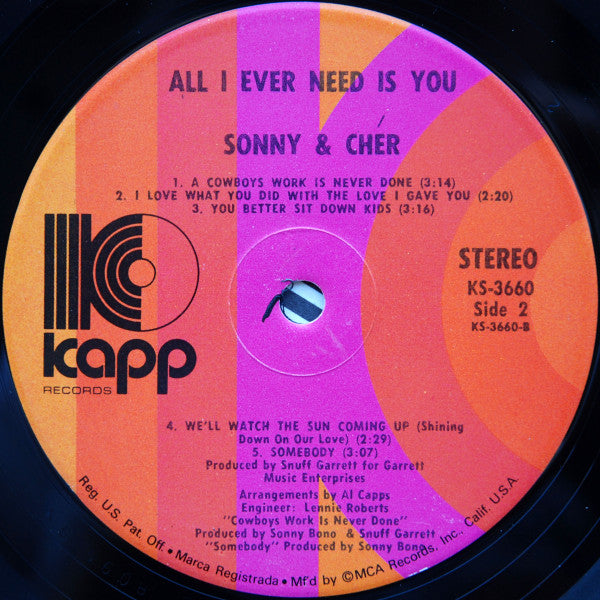 ALL I EVER NEED IS YOU
SONNY & CHER
1. A COWBOYS WORK IS NEVER DONE (3:14)
2. I LOVE WHAT YOU DID WITH THE LOVE I GAVE YOU (2:20)
3. YOU BETTER SIT DOWN KIDS (3:16)
kapp
RECORDS
STEREO
KS-3660
Side 2
KS-3660-B
4. WE'LL WATCH THE SUN COMING UP (Shining
Down On Our Love) (2:29)
5. SOMEBODY (3:07)
Produced by Snuff Garrett for Garrett
Music Enterprises
Arrangements by Al Capps
Engineer: Lennie Roberts
"Cowboys Work Is Never Done"
Produced by Sonny Bono & Snuff Garrett
"Somebody" Produced by Sonny Bono
Reg. U.S. Pat. Off. • Marca Registrada • Mf'd by ©MCA Records, Inc., Calif. U.S.A.